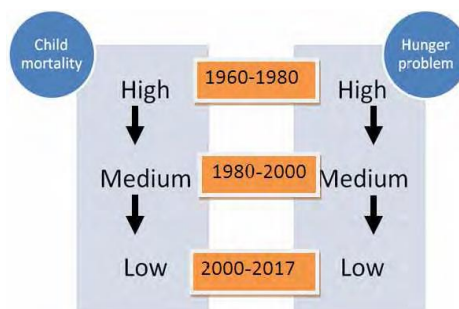 Child
mortality
Hunger
problem
High
1960-1980
High
Medium
1980-2000
Medium
Low
2000-2017
Low